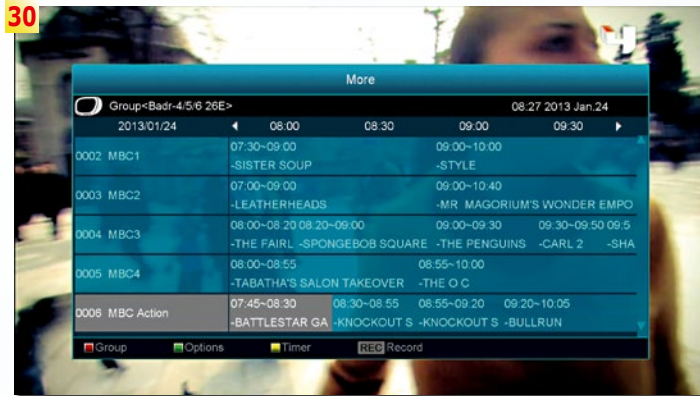 30
More
Group<Badr-4/5/6 26E> 08:27 2013 Jan.24
2013/01/24 08:00 08:30 09:00 09:30
07:30~09:00 09:00~10:00
0002 MBC1
-SISTER SOUP -STYLE
07:00~09:00 09:00~10:40
0003 MBC2
-LEATHERHEADS -MR MAGORIUM'S WONDER EMPO
08:00~08:20 08:20~09:00 09:00~09:30 09:30~09:50 09:5
0004 MBC3
-THE FAIRL -SPONGEBOB SQUARE -THE PENGUINS -CARL 2 -SHA
08:00~08:55 08:55~10:00
0005 MBC4
-TABATHA'S SALON TAKEOVER -THE O C
07:45~08:30 08:30~08:55 08:55~09:20 09:20~10:05
0006 MBC Action
-BATTLESTAR GA -KNOCKOUT S -KNOCKOUT S -BULLRUN
Group Options Timer REC Record